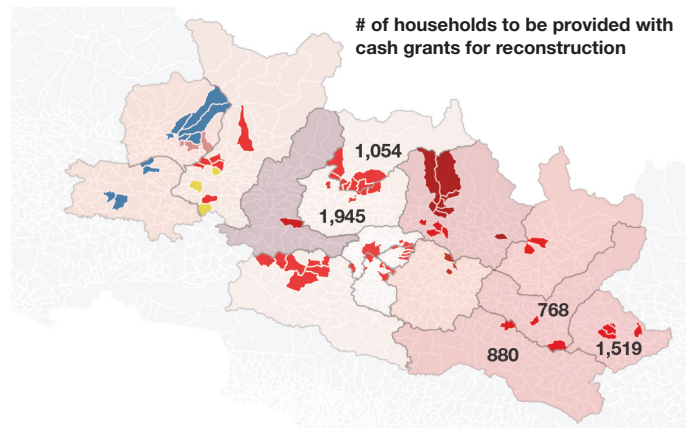 # of households to be provided with
cash grants for reconstruction
1,054
1,945
768
880
1,519